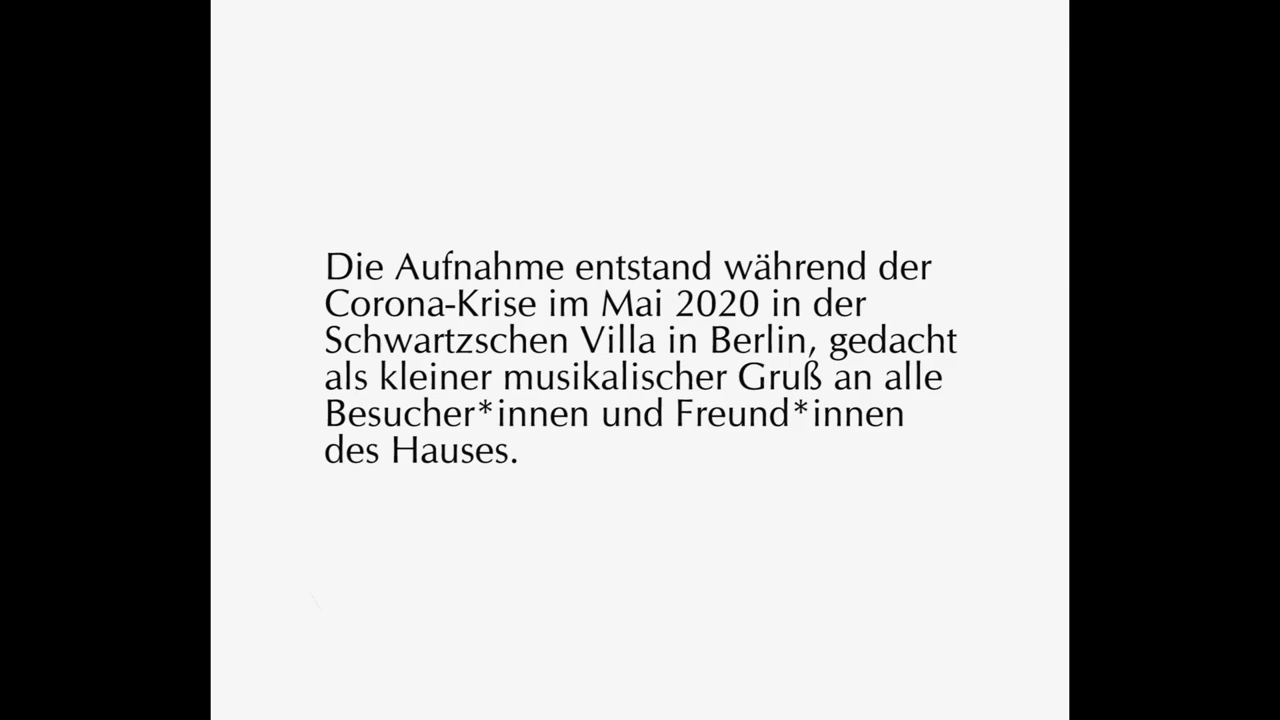 Die Aufnahme entstand während der
Corona-Krise im Mai 2020 in der
Schwartzschen Villa in Berlin, gedacht
als kleiner musikalischer Gruß an alle
Besucher*innen und Freund*innen
des Hauses.